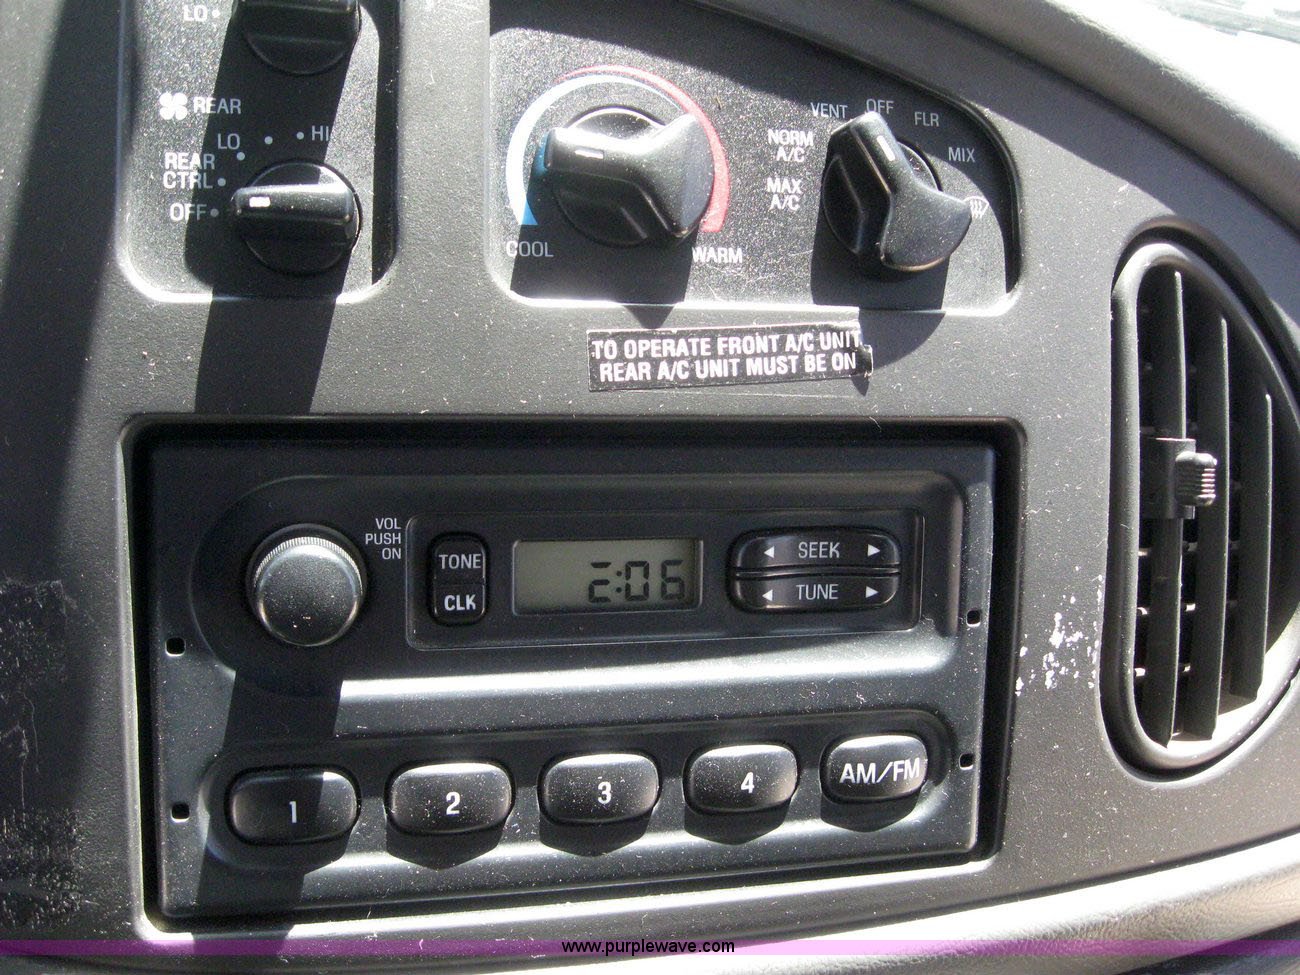 LO
REAR
LO
HI
REAR
CTRL
OFF
COOL
WARM
VENT
OFF
FLR
MIX
NORM
A/C
MAX
A/C
TO OPERATE FRONT A/C UNIT
REAR A/C UNIT MUST BE ON
VOL
PUSH
ON
TONE
CLK
2:06
SEEK
TUNE
1
2
3
4
AM/FM
www.purplewave.com